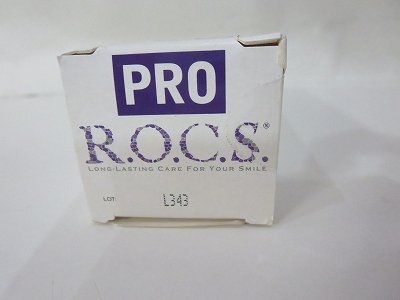 PRO
R.O.C.S.®
LONG-LASTING CARE FOR YOUR SMILE
LOT L343